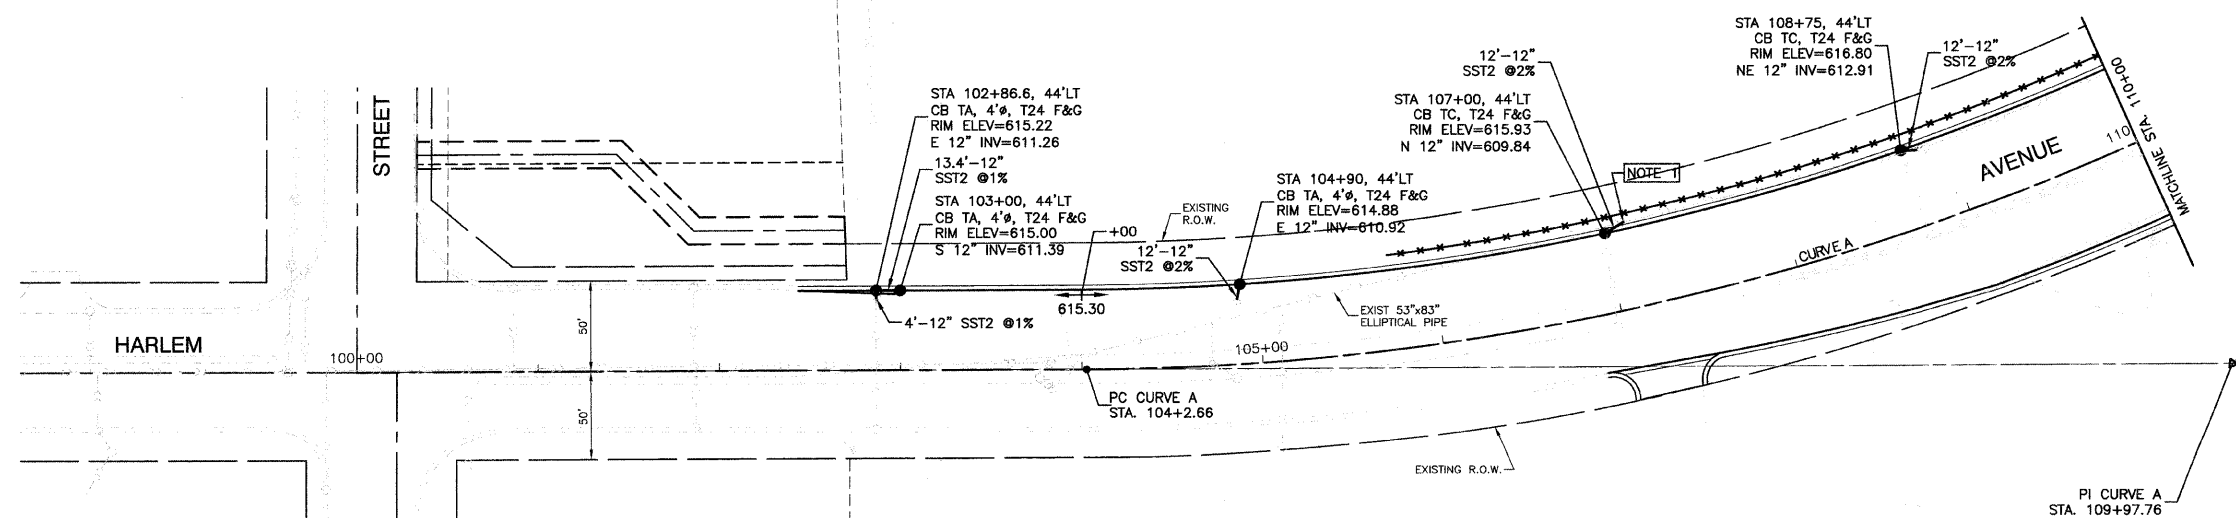 STREET
HARLEM
100+00
50'
50'
STA 102+86.6, 44'LT
CB TA, 4'ø, T24 F&G
RIM ELEV=615.22
E 12" INV=611.26
13.4'-12"
SST2 @1%
STA 103+00, 44'LT
CB TA, 4'ø, T24 F&G
RIM ELEV=615.00
S 12" INV=611.39
4'-12" SST2 @1%
+00
615.30
EXISTING
R.O.W.
12'-12"
SST2 @2%
STA 104+90, 44'LT
CB TA, 4'ø, T24 F&G
RIM ELEV=614.88
E 12" INV=610.92
EXIST 53"x83"
ELLIPTICAL PIPE
105+00
PC CURVE A
STA. 104+2.66
12'-12"
SST2 @2%
STA 107+00, 44'LT
CB TC, T24 F&G
RIM ELEV=615.93
N 12" INV=609.84
NOTE 1
STA 108+75, 44'LT
CB TC, T24 F&G
RIM ELEV=616.80
NE 12" INV=612.91
12'-12"
SST2 @2%
AVENUE
CURVE A
110
MATCHLINE STA. 110+00
EXISTING R.O.W.
PI CURVE A
STA. 109+97.76